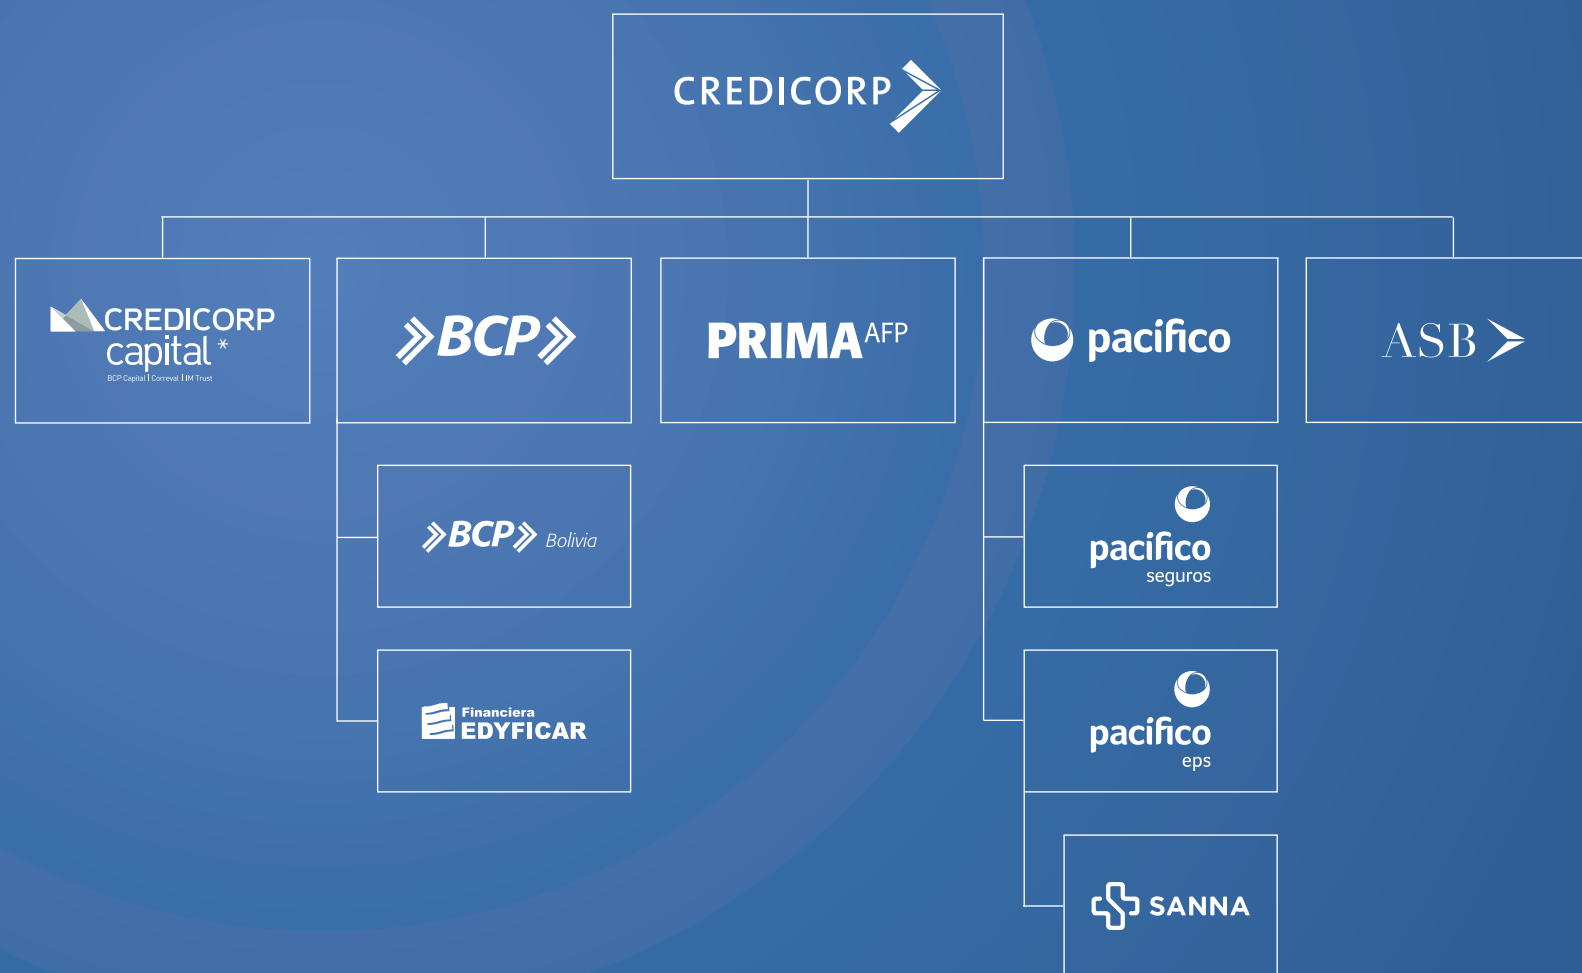 CREDICORP
CREDICORP
capital *
BCP Capital | Correval | IM Trust
BCP
PRIMA AFP
pacifico
ASB
BCP Bolivia
pacifico
seguros
Financiera
EDYFICAR
pacifico
eps
SANNA